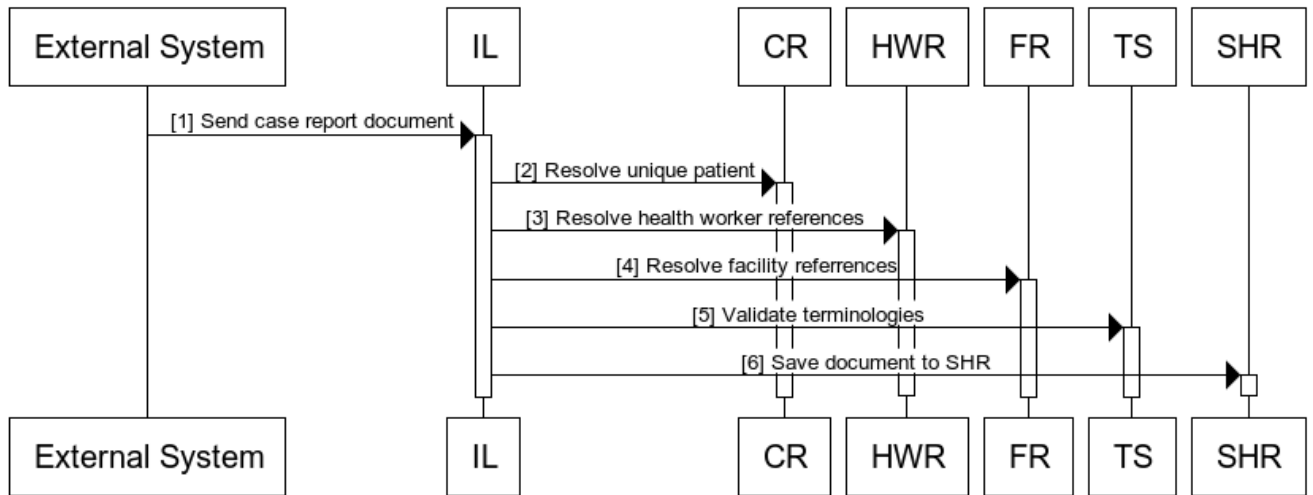 External System
IL
CR
HWR
FR
TS
SHR
[1] Send case report document
[2] Resolve unique patient
[3] Resolve health worker references
[4] Resolve facility referrences
[5] Validate terminologies
[6] Save document to SHR
External System
IL
CR
HWR
FR
TS
SHR